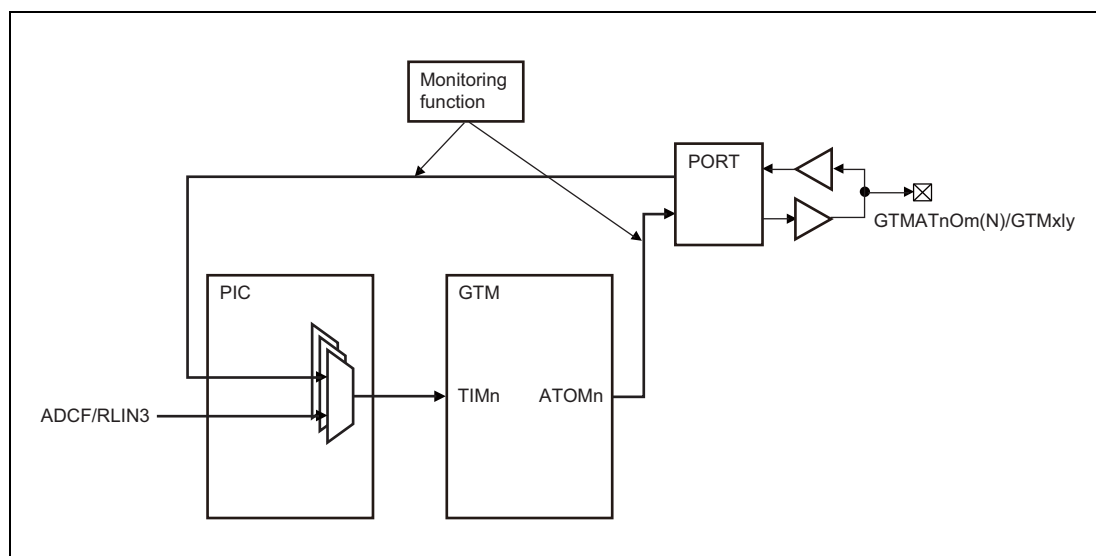 Monitoring
function
PORT
GTMATnOm(N)/GTMxIy
PIC
GTM
TIMn
ATOMn
ADCF/RLIN3